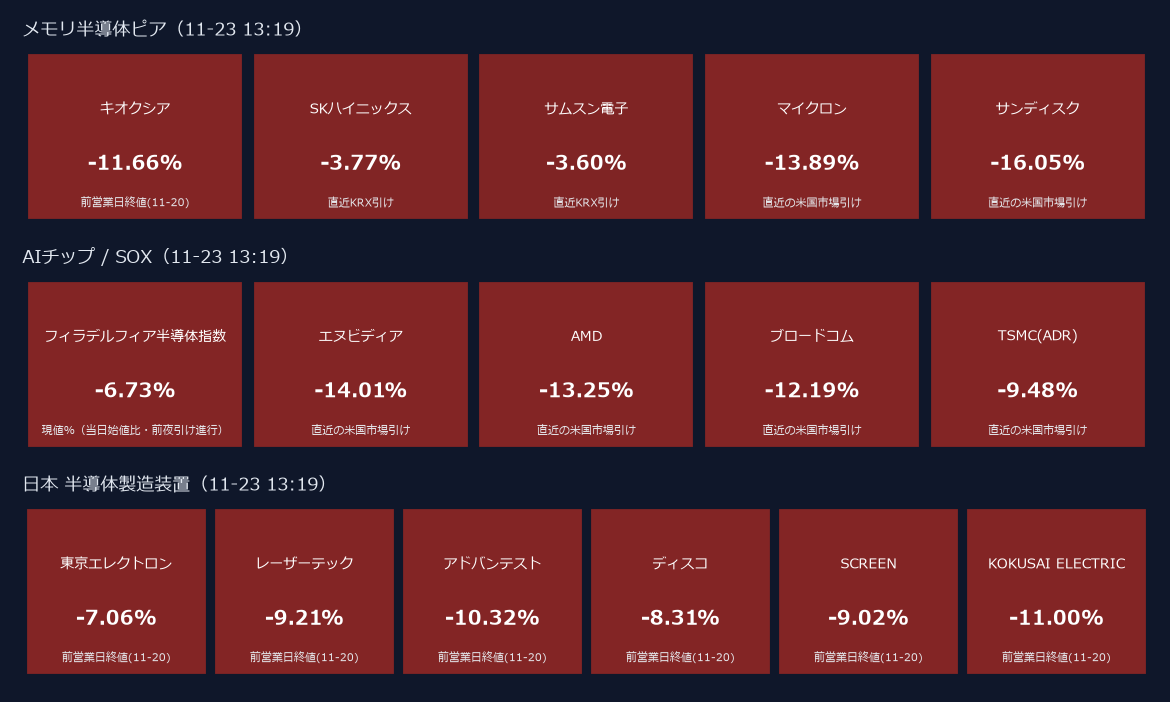 メモリ半導体ピア（11-23 13:19）
キオクシア
-11.66%
前営業日終値(11-20)
SKハイニックス
-3.77%
直近KRX引け
サムスン電子
-3.60%
直近KRX引け
マイクロン
-13.89%
直近の米国市場引け
サンディスク
-16.05%
直近の米国市場引け
AIチップ / SOX（11-23 13:19）
フィラデルフィア半導体指数
-6.73%
現値%（当日始値比・前夜引け進行）
エヌビディア
-14.01%
直近の米国市場引け
AMD
-13.25%
直近の米国市場引け
ブロードコム
-12.19%
直近の米国市場引け
TSMC(ADR)
-9.48%
直近の米国市場引け
日本 半導体製造装置（11-23 13:19）
東京エレクトロン
-7.06%
前営業日終値(11-20)
レーザーテック
-9.21%
前営業日終値(11-20)
アドバンテスト
-10.32%
前営業日終値(11-20)
ディスコ
-8.31%
前営業日終値(11-20)
SCREEN
-9.02%
前営業日終値(11-20)
KOKUSAI ELECTRIC
-11.00%
前営業日終値(11-20)